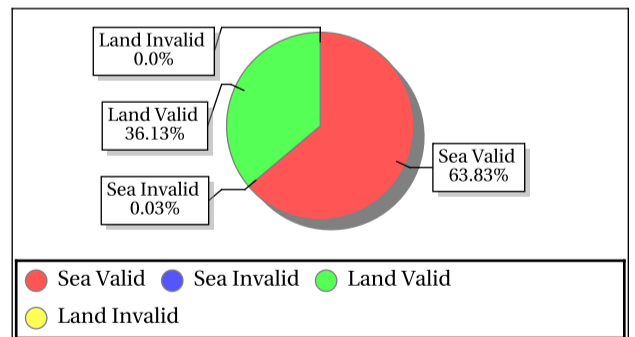 Land Invalid
0.0%
Land Valid
36.13%
Sea Invalid
0.03%
Sea Valid
63.83%
Sea Valid Sea Invalid Land Valid
Land Invalid